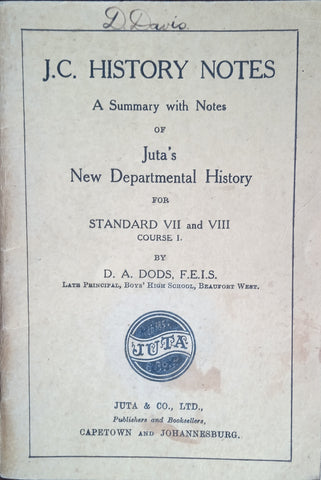 D. Davis.
J.C. HISTORY NOTES
A Summary with Notes
OF
Juta's
New Departmental History
FOR
STANDARD VII and VIII
COURSE I.
BY
D. A. DODS, F.E.I.S.
LATE PRINCIPAL, BOYS' HIGH SCHOOL, BEAUFORT WEST.
JUTA
JUTA & CO., LTD.,
Publishers and Booksellers,
CAPETOWN AND JOHANNESBURG.